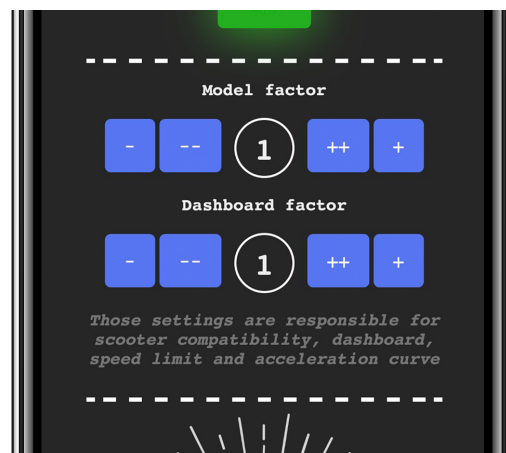 Model factor
- -- 1 ++ +
Dashboard factor
- -- 1 ++ +
Those settings are responsible for
scooter compatibility, dashboard,
speed limit and acceleration curve